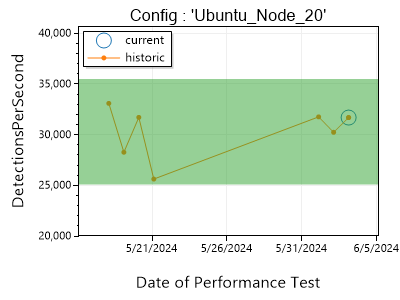 Config : 'Ubuntu_Node_20'
current
historic
DetectionsPerSecond
40,000
35,000
30,000
25,000
20,000
5/21/2024
5/26/2024
5/31/2024
6/5/2024
Date of Performance Test